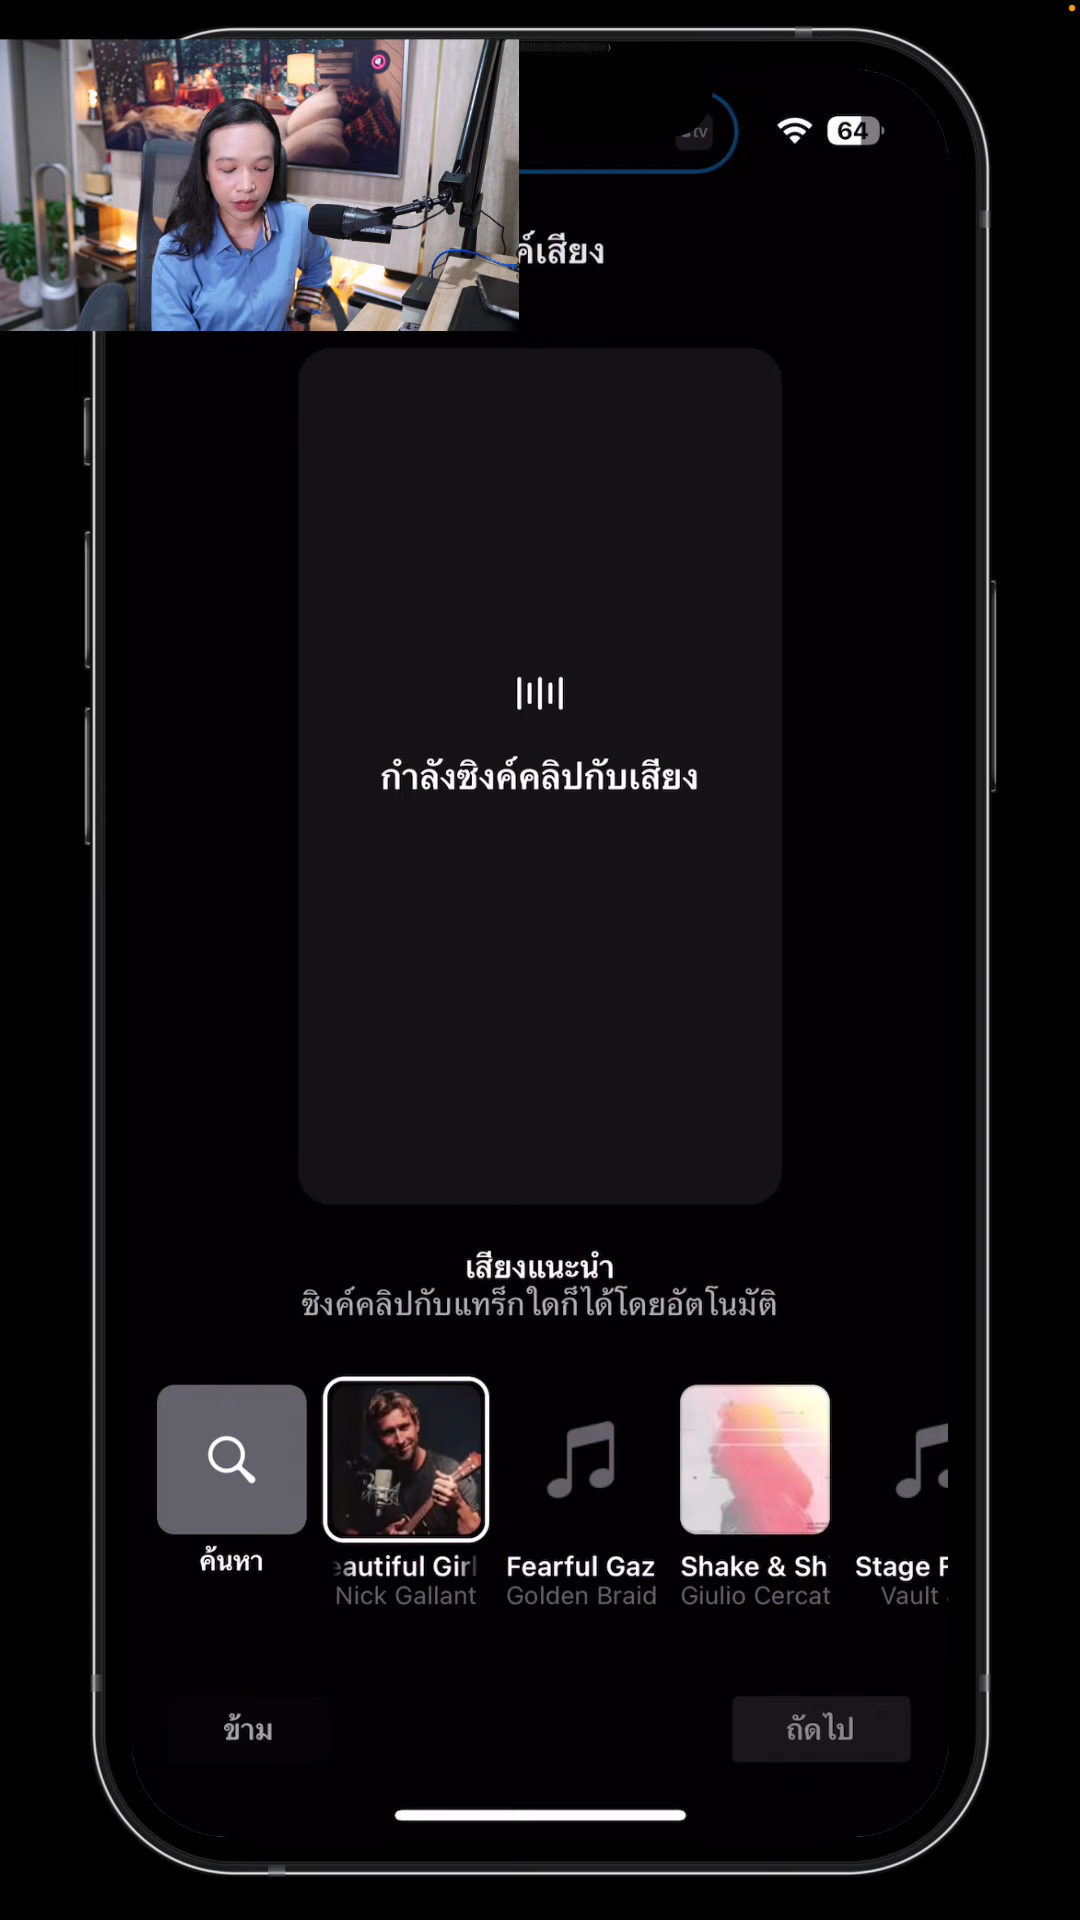 tv
64
ค์เสียง
กำลังซิงค์คลิปกับเสียง
เสียงแนะนำ
ซิงค์คลิปกับแทร็กใดก็ได้โดยอัตโนมัติ
ค้นหา
eautiful Girl
Nick Gallant
Fearful Gaz
Golden Braid
Shake & Sh
Giulio Cercat
Stage
Vault
ข้าม
ถัดไป